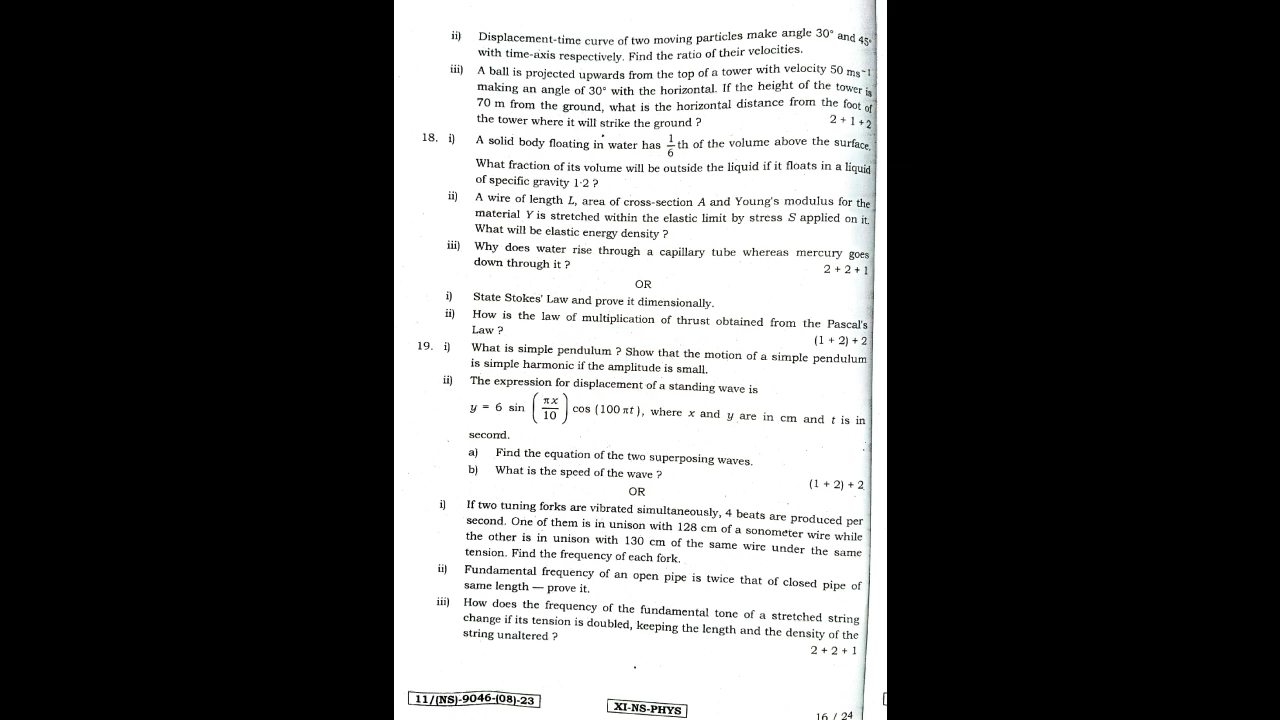 ii) Displacement-time curve of two moving particles make angle 30° and 45°
with time-axis respectively. Find the ratio of their velocities.
iii) A ball is projected upwards from the top of a tower with velocity 50 ms⁻¹
making an angle of 30° with the horizontal. If the height of the tower is
70 m from the ground, what is the horizontal distance from the foot of
the tower where it will strike the ground ? 2 + 1 + 2
18. i) A solid body floating in water has 1/6 th of the volume above the surface.
What fraction of its volume will be outside the liquid if it floats in a liquid
of specific gravity 1·2 ?
ii) A wire of length L, area of cross-section A and Young's modulus for the
material Y is stretched within the elastic limit by stress S applied on it.
What will be elastic energy density ?
iii) Why does water rise through a capillary tube whereas mercury goes
down through it ? 2 + 2 + 1
OR
i) State Stokes' Law and prove it dimensionally.
ii) How is the law of multiplication of thrust obtained from the Pascal's
Law ? (1 + 2) + 2
19. i) What is simple pendulum ? Show that the motion of a simple pendulum
is simple harmonic if the amplitude is small.
ii) The expression for displacement of a standing wave is
y = 6 sin (πx/10) cos (100 πt), where x and y are in cm and t is in
second.
a) Find the equation of the two superposing waves.
b) What is the speed of the wave ? (1 + 2) + 2
OR
i) If two tuning forks are vibrated simultaneously, 4 beats are produced per
second. One of them is in unison with 128 cm of a sonometer wire while
the other is in unison with 130 cm of the same wire under the same
tension. Find the frequency of each fork.
ii) Fundamental frequency of an open pipe is twice that of closed pipe of
same length — prove it.
iii) How does the frequency of the fundamental tone of a stretched string
change if its tension is doubled, keeping the length and the density of the
string unaltered ? 2 + 2 + 1
11/(NS)-9046-(08)-23 XI-NS-PHYS 16 / 24